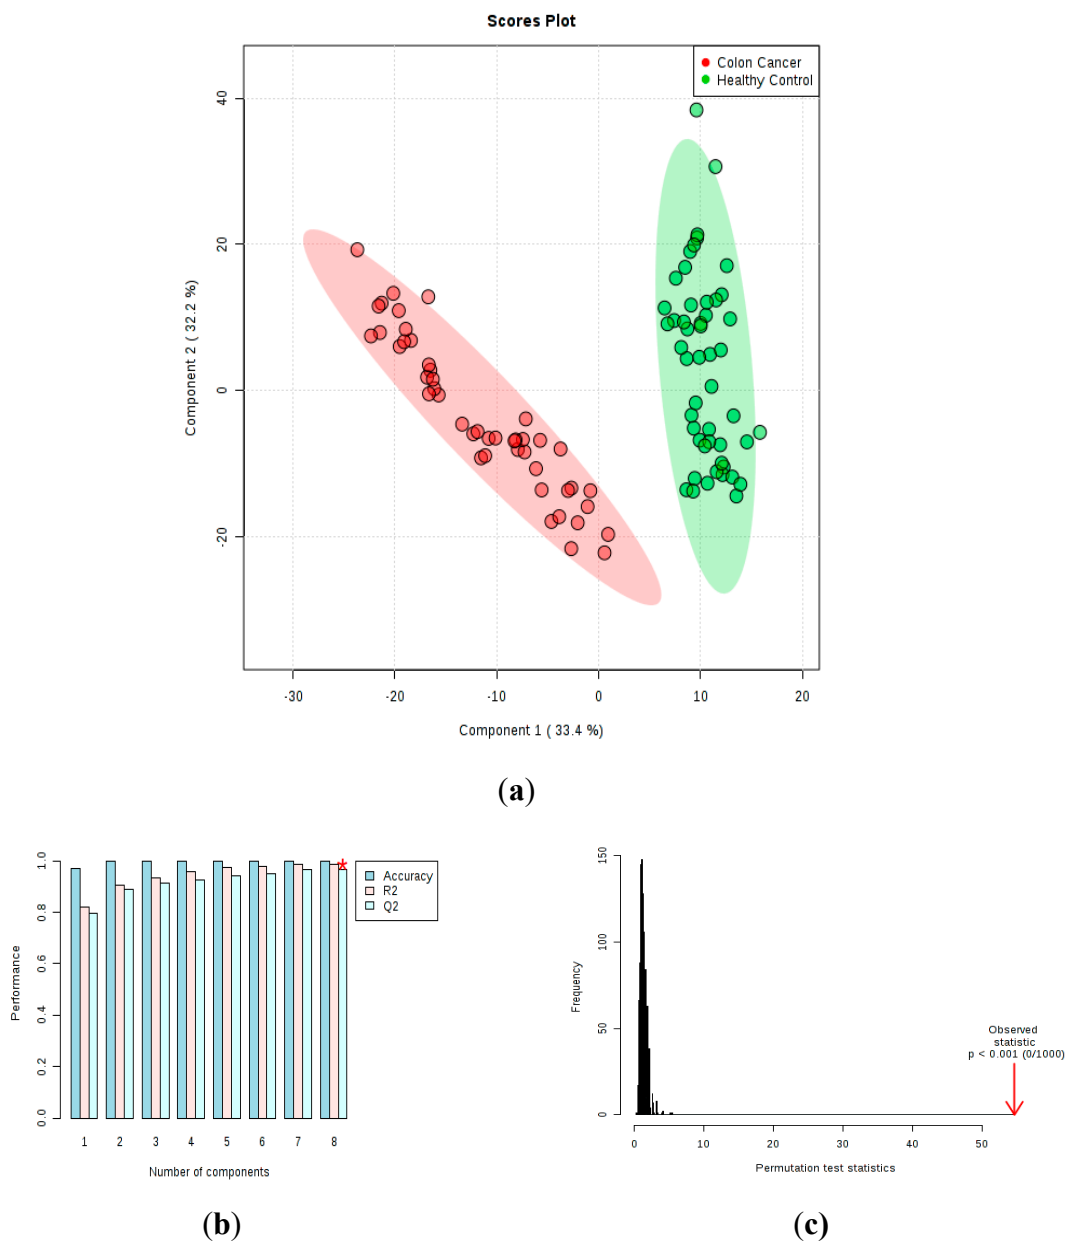 Scores Plot
Colon Cancer
Healthy Control
Component 2 ( 32.2 %)
40
20
0
-20
-30 -20 -10 0 10 20
Component 1 ( 33.4 %)
(a)
Performance
1.0
0.8
0.6
0.4
0.2
0.0
*
Accuracy
R2
Q2
1 2 3 4 5 6 7 8
Number of components
(b)
Frequency
150
100
50
0
Observed
statistic
p < 0.001 (0/1000)
0 10 20 30 40 50
Permutation test statistics
(c)